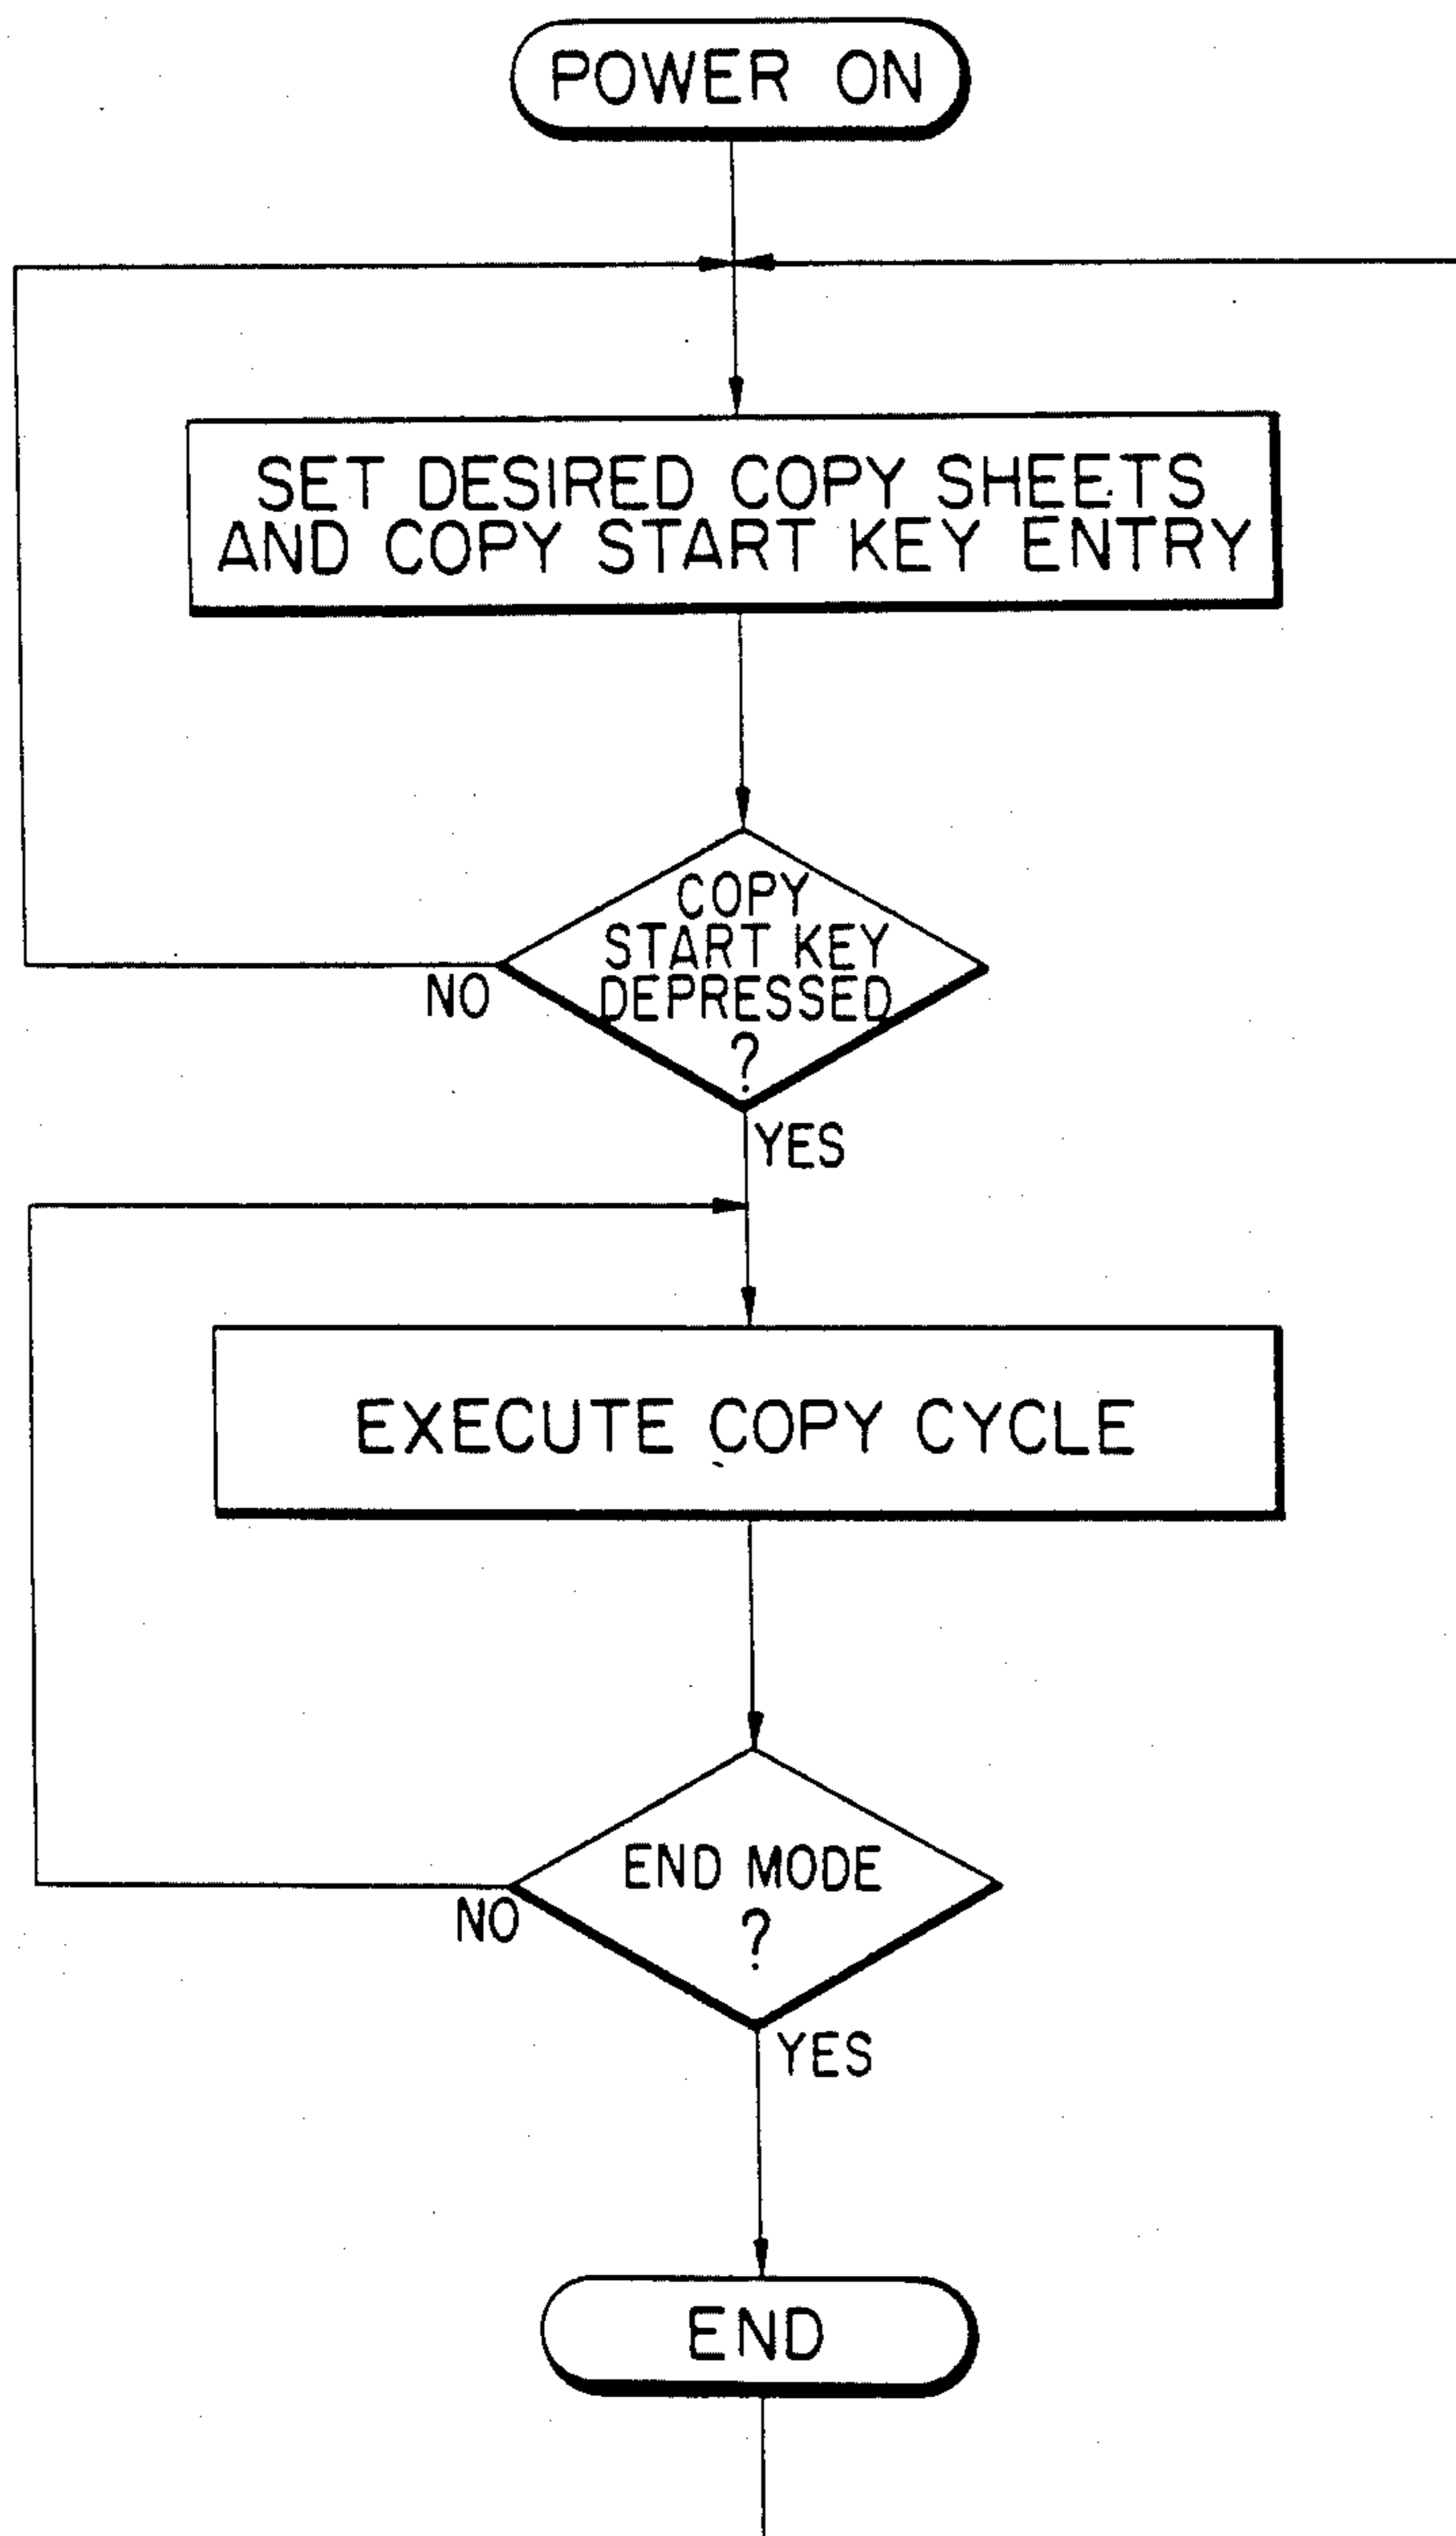 POWER ON
SET DESIRED COPY SHEETS
AND COPY START KEY ENTRY
COPY
START KEY
DEPRESSED
?
NO
YES
EXECUTE COPY CYCLE
END MODE
?
NO
YES
END